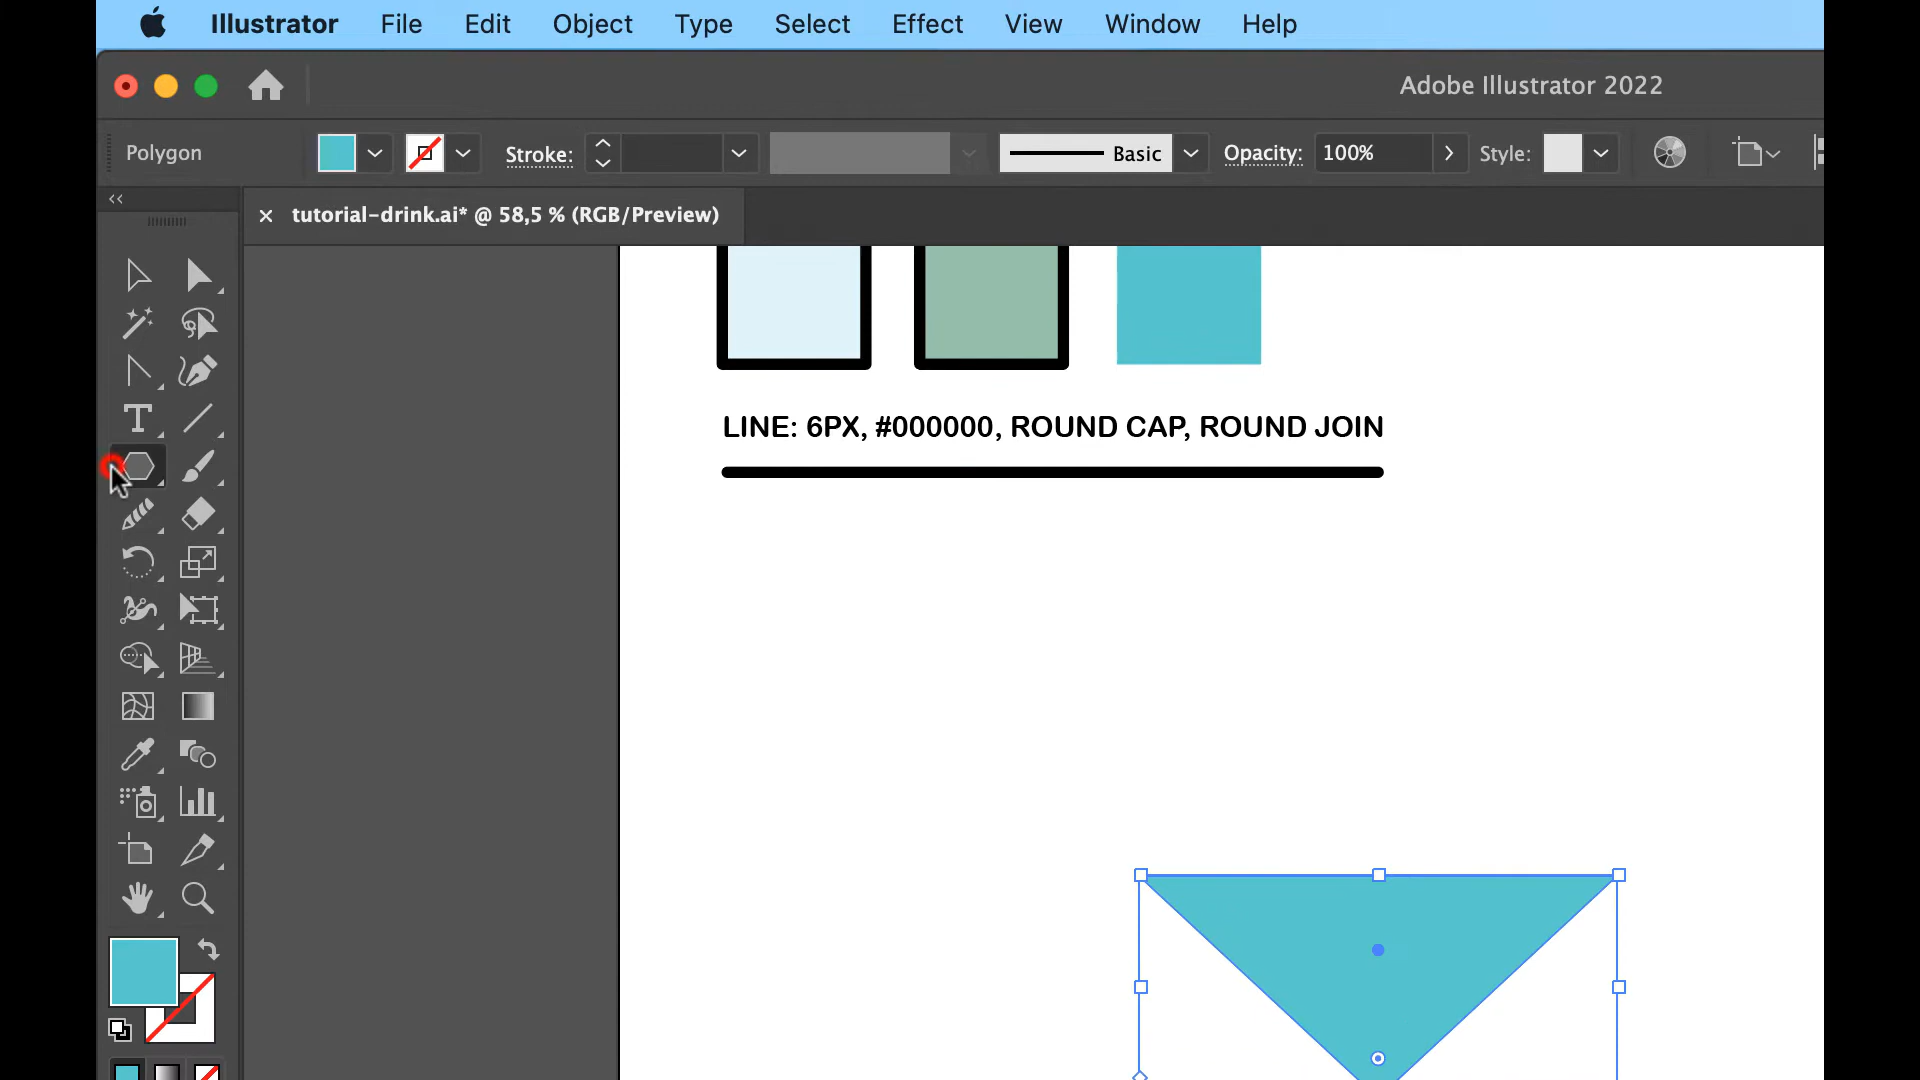 Illustrator File Edit Object Type Select Effect View Window Help
Adobe Illustrator 2022
Polygon Stroke: Basic Opacity: 100% Style:
tutorial-drink.ai* @ 58,5 % (RGB/Preview)
LINE: 6PX, #000000, ROUND CAP, ROUND JOIN